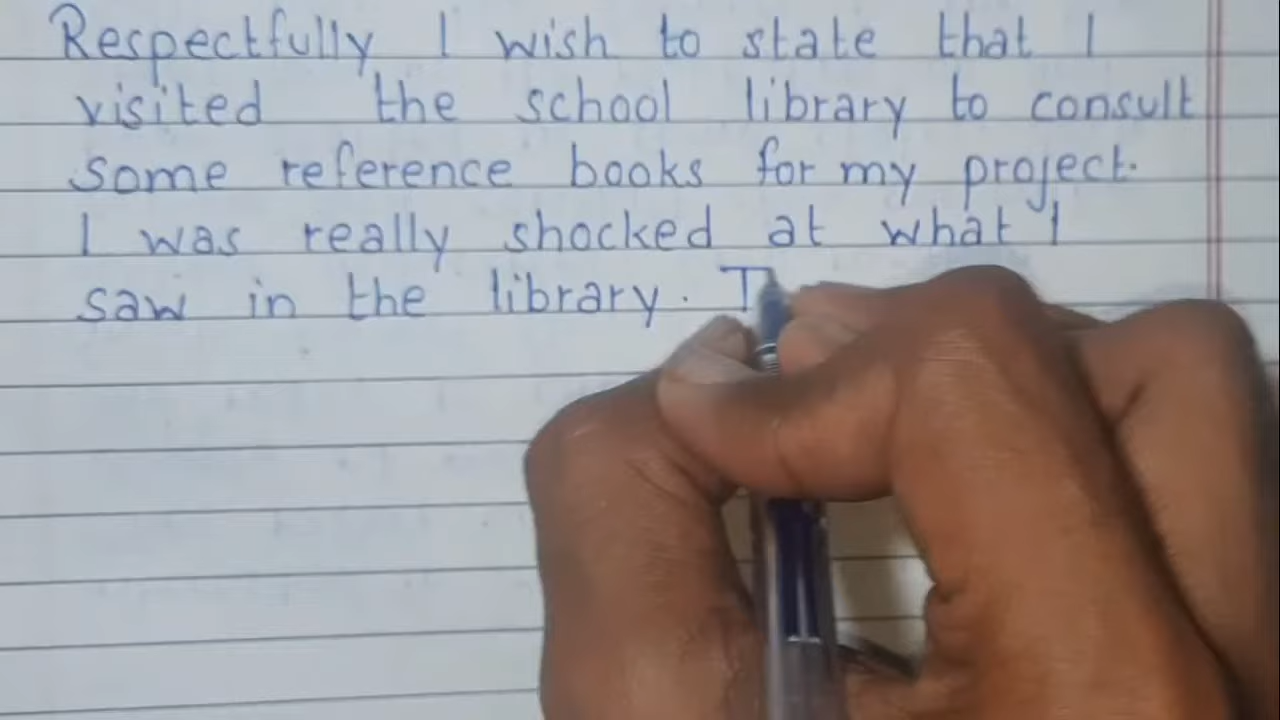 Respectfully I wish to state that I
visited the school library to consult
some reference books for my project.
I was really shocked at what I
saw in the library. T